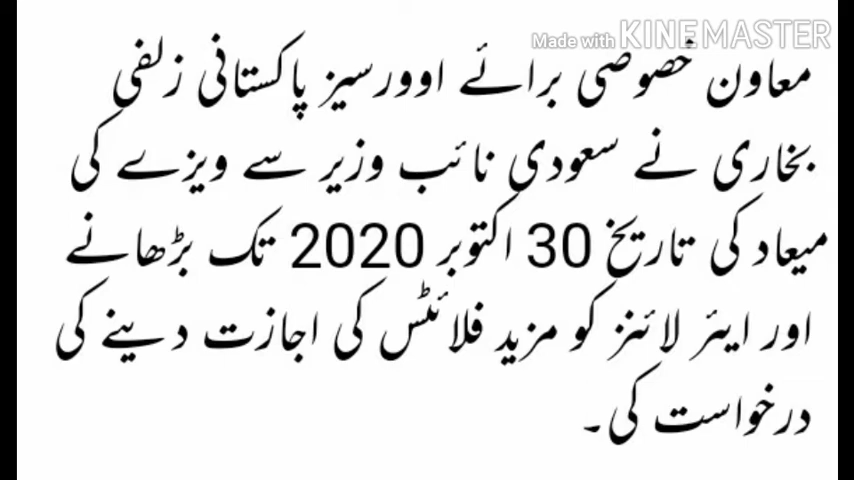 Made with KINEMASTER
معاون خصوصی برائے اوورسیز پاکستانی زلفی
بخاری نے سعودی نائب وزیر سے ویزے کی
میعاد کی تاریخ 30 اکتوبر 2020 تک بڑھانے
اور ایئر لائنز کو مزید فلائٹس کی اجازت دینے کی
درخواست کی۔